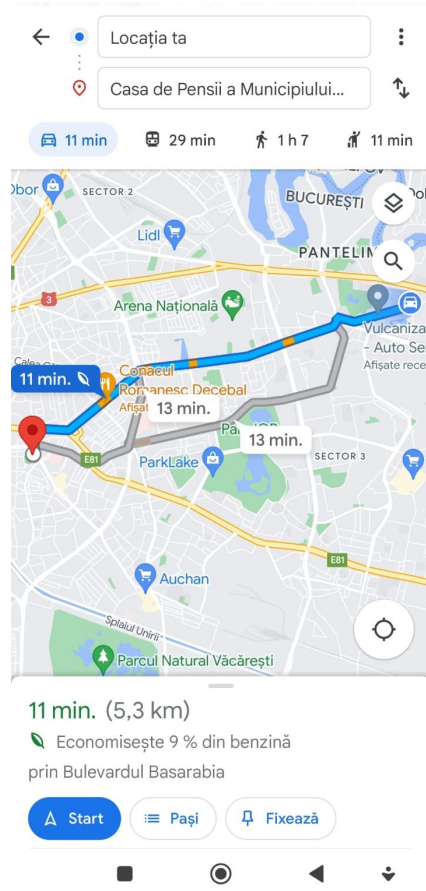 Locația ta
Casa de Pensii a Municipiului...
11 min
29 min
1 h 7
11 min
SECTOR 2
BUCUREȘTI
Lidl
PANTELIM
3
Arena Națională
Vulcaniza
- Auto Se
Afișate rece
Conacul
Romanesc Decebal
11 min.
13 min.
13 min.
E81
ParkLake
SECTOR 3
E81
Auchan
Splaiul Unirii
Parcul Natural Văcărești
11 min. (5,3 km)
Economisește 9 % din benzină
prin Bulevardul Basarabia
Start
Pași
Fixează